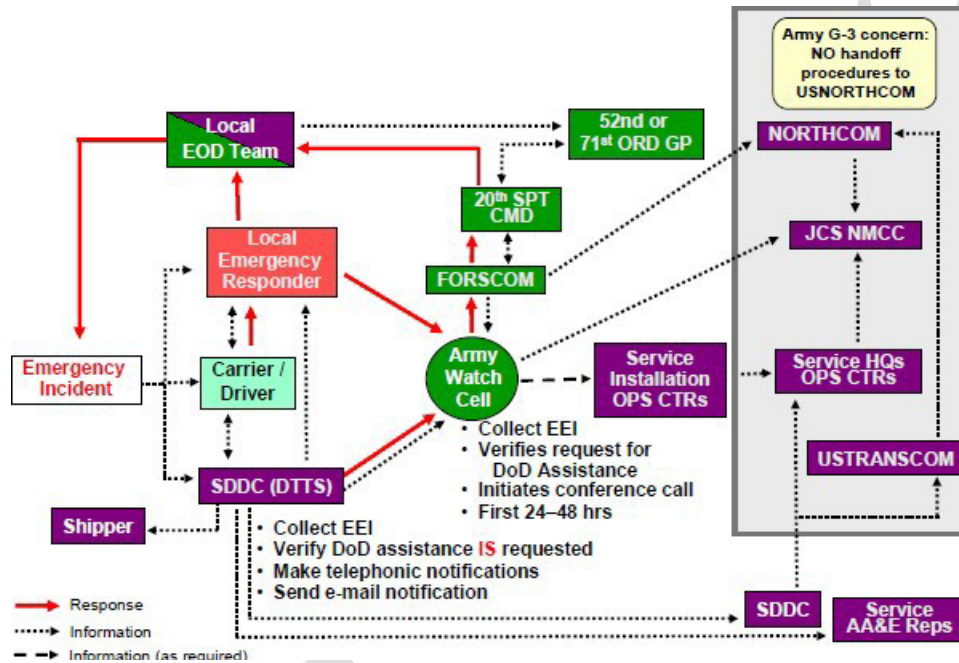 Army G-3 concern:
NO handoff
procedures to
USNORTHCOM
Local
EOD Team
52nd or
71st ORD GP
NORTHCOM
20th SPT
CMD
JCS NMCC
Local
Emergency
Responder
FORSCOM
Emergency
Incident
Carrier /
Driver
Army
Watch
Cell
Service
Installation
OPS CTRs
Service HQs
OPS CTRs
• Collect EEI
• Verifies request for
DoD Assistance
• Initiates conference call
• First 24–48 hrs
USTRANSCOM
SDDC (DTTS)
Shipper
• Collect EEI
• Verify DoD assistance IS requested
• Make telephonic notifications
• Send e-mail notification
SDDC
Service
AA&E Reps
Response
Information
Information (as required)